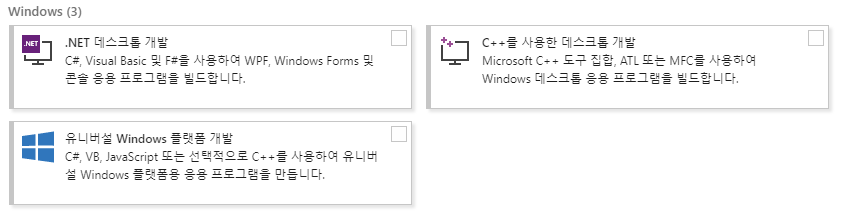 Windows (3)
.NET 데스크톱 개발
C#, Visual Basic 및 F#을 사용하여 WPF, Windows Forms 및
콘솔 응용 프로그램을 빌드합니다.
C++를 사용한 데스크톱 개발
Microsoft C++ 도구 집합, ATL 또는 MFC를 사용하여
Windows 데스크톱 응용 프로그램을 빌드합니다.
유니버설 Windows 플랫폼 개발
C#, VB, JavaScript 또는 선택적으로 C++를 사용하여 유니버
설 Windows 플랫폼용 응용 프로그램을 만듭니다.